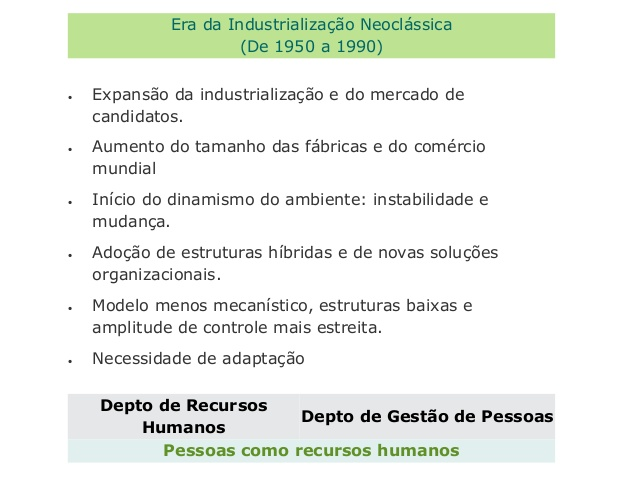 Era da Industrialização Neoclássica
(De 1950 a 1990)
• Expansão da industrialização e do mercado de
candidatos.
• Aumento do tamanho das fábricas e do comércio
mundial
• Início do dinamismo do ambiente: instabilidade e
mudança.
• Adoção de estruturas híbridas e de novas soluções
organizacionais.
• Modelo menos mecanístico, estruturas baixas e
amplitude de controle mais estreita.
• Necessidade de adaptação
Depto de Recursos
Humanos
Depto de Gestão de Pessoas
Pessoas como recursos humanos